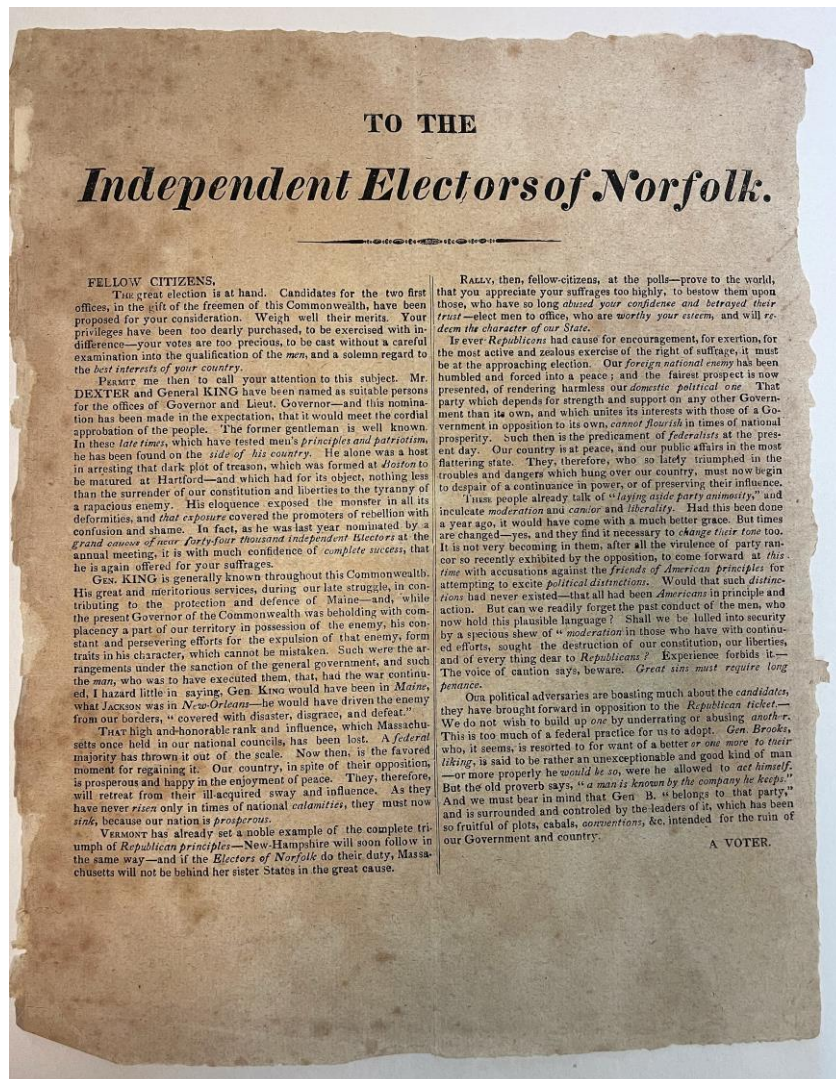 TO THE
Independent Electors of Norfolk.
FELLOW CITIZENS,
THE great election is at hand. Candidates for the two first
offices, in the gift of the freemen of this Commonwealth, have been
proposed for your consideration. Weigh well their merits. Your
privileges have been too dearly purchased, to be exercised with in-
difference—your votes are too precious, to be cast without a careful
examination into the qualification of the men, and a solemn regard to
the best interests of your country.
PERMIT me then to call your attention to this subject. Mr.
DEXTER and General KING have been named as suitable persons
for the offices of Governor and Lieut. Governor—and this nomina-
tion has been made in the expectation, that it would meet the cordial
approbation of the people. The former gentleman is well known.
In these late times, which have tested men's principles and patriotism,
he has been found on the side of his country. He alone was a host
in arresting that dark plot of treason, which was formed at Boston to
be matured at Hartford—and which had for its object, nothing less
than the surrender of our constitution and liberties to the tyranny of
a rapacious enemy. His eloquence exposed the monster in all its
deformities, and that exposure covered the promoters of rebellion with
confusion and shame. In fact, as he was last year nominated by a
grand caucus of near forty-four thousand independent Electors at the
annual meeting, it is with much confidence of complete success, that
he is again offered for your suffrages.
GEN. KING is generally known throughout this Commonwealth.
His great and meritorious services, during our late struggle, in con-
tributing to the protection and defence of Maine—and, while
the present Governor of the Commonwealth was beholding with com-
placency a part of our territory in possession of the enemy, his con-
stant and persevering efforts for the expulsion of that enemy, form
traits in his character, which cannot be mistaken. Such were the ar-
rangements under the sanction of the general government, and such
the man, who was to have executed them, that, had the war continu-
ed, I hazard little in saying, Gen. KING would have been in Maine,
what JACKSON was in New-Orleans—he would have driven the enemy
from our borders, " covered with disaster, disgrace, and defeat."
THAT high and honorable rank and influence, which Massachu-
setts once held in our national councils, has been lost. A federal
majority has thrown it out of the scale. Now then, is the favored
moment for regaining it. Our country, in spite of their opposition,
is prosperous and happy in the enjoyment of peace. They, therefore,
will retreat from their ill-acquired sway and influence. As they
have never risen only in times of national calamities, they must now
sink, because our nation is prosperous.
VERMONT has already set a noble example of the complete tri-
umph of Republican principles—New-Hampshire will soon follow in
the same way—and if the Electors of Norfolk do their duty, Massa-
chusetts will not be behind her sister States in the great cause.
RALLY, then, fellow-citizens, at the polls—prove to the world,
that you appreciate your suffrages too highly, to bestow them upon
those, who have so long abused your confidence and betrayed their
trust—elect men to office, who are worthy your esteem, and will re-
deem the character of our State.
IF ever Republicans had cause for encouragement, for exertion, for
the most active and zealous exercise of the right of suffrage, it must
be at the approaching election. Our foreign national enemy has been
humbled and forced into a peace ; and the fairest prospect is now
presented, of rendering harmless our domestic political one That
party which depends for strength and support on any other Govern-
ment than its own, and which unites its interests with those of a Go-
vernment in opposition to its own, cannot flourish in times of national
prosperity. Such then is the predicament of federalists at the pres-
ent day. Our country is at peace, and our public affairs in the most
flattering state. They, therefore, who so lately triumphed in the
troubles and dangers which hung over our country, must now begin
to despair of a continuance in power, or of preserving their influence.
THESE people already talk of "laying aside party animosity," and
inculcate moderation and candor and liberality. Had this been done
a year ago, it would have come with a much better grace. But times
are changed—yes, and they find it necessary to change their tone too.
It is not very becoming in them, after all the virulence of party ran-
cor so recently exhibited by the opposition, to come forward at this
time with accusations against the friends of American principles for
attempting to excite political distinctions. Would that such distinc-
tions had never existed—that all had been Americans in principle and
action. But can we readily forget the past conduct of the men, who
now hold this plausible language ? Shall we be lulled into security
by a specious shew of " moderation in those who have with continu-
ed efforts, sought the destruction of our constitution, our liberties,
and of every thing dear to Republicans ? Experience forbids it.—
The voice of caution says, beware. Great sins must require long
penance.
OUR political adversaries are boasting much about the candidates,
they have brought forward in opposition to the Republican ticket.—
We do not wish to build up one by underrating or abusing another.
This is too much of a federal practice for us to adopt. Gen. Brooks,
who, it seems, is resorted to for want of a better or one more to their
liking, is said to be rather an unexceptionable and good kind of man
—or more properly he would be so, were he allowed to act himself.
But the old proverb says, " a man is known by the company he keeps."
And we must bear in mind that Gen B. " belongs to that party,"
and is surrounded and controled by the leaders of it, which has been
so fruitful of plots, cabals, conventions, &c. intended for the ruin of
our Government and country.
A VOTER.